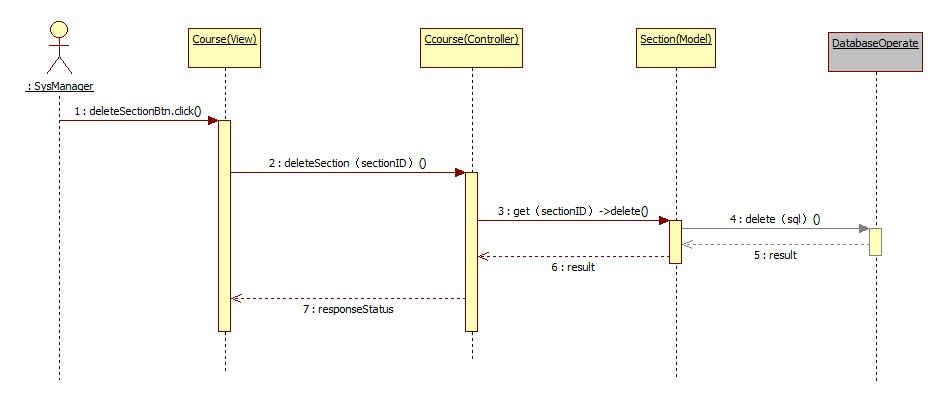 Course(View)
Ccourse(Controller)
Section(Model)
DatabaseOperate
: SysManager
1 : deleteSectionBtn.click()
2 : deleteSection（sectionID）()
3 : get（sectionID）->delete()
4 : delete（sql）()
5 : result
6 : result
7 : responseStatus